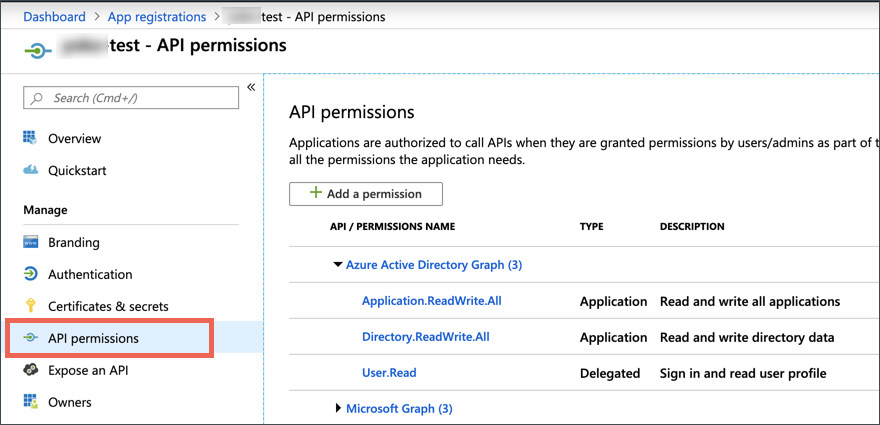 Dashboard > App registrations > test - API permissions
test - API permissions
«
Search (Cmd+/)
Overview
Quickstart
Manage
Branding
Authentication
Certificates & secrets
API permissions
Expose an API
Owners
API permissions
Applications are authorized to call APIs when they are granted permissions by users/admins as part of t
all the permissions the application needs.
+ Add a permission
API / PERMISSIONS NAME TYPE DESCRIPTION
Azure Active Directory Graph (3)
Application.ReadWrite.All Application Read and write all applications
Directory.ReadWrite.All Application Read and write directory data
User.Read Delegated Sign in and read user profile
Microsoft Graph (3)